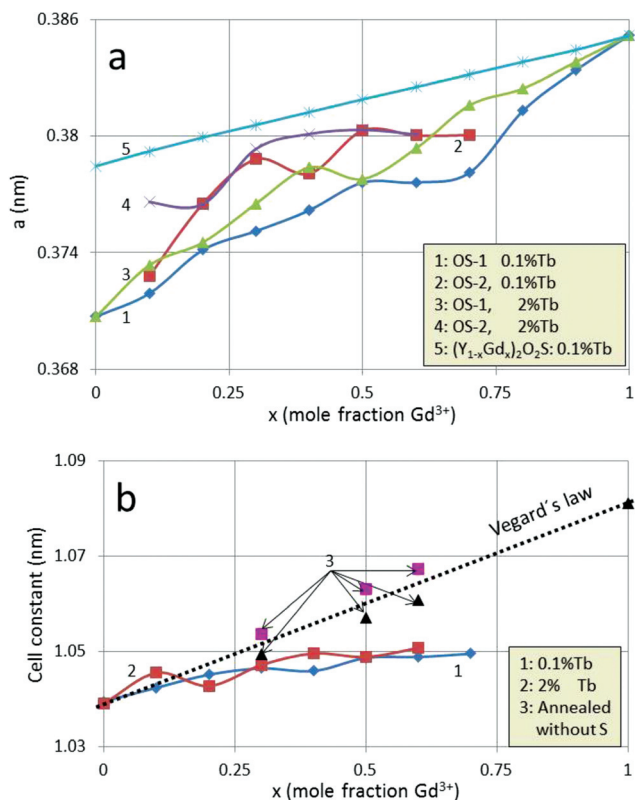 a
0.386
0.38
0.374
0.368
a (nm)
5
4
3
1
2
1: OS-1 0.1%Tb
2: OS-2, 0.1%Tb
3: OS-1, 2%Tb
4: OS-2, 2%Tb
5: (Y1-xGdx)2O2S: 0.1%Tb
0 0.25 0.5 0.75 1
x (mole fraction Gd3+)
b
1.09
1.07
1.05
1.03
Cell constant (nm)
Vegard´s law
3
2
1
1: 0.1%Tb
2: 2% Tb
3: Annealed
without S
0 0.25 0.5 0.75 1
x (mole fraction Gd3+)